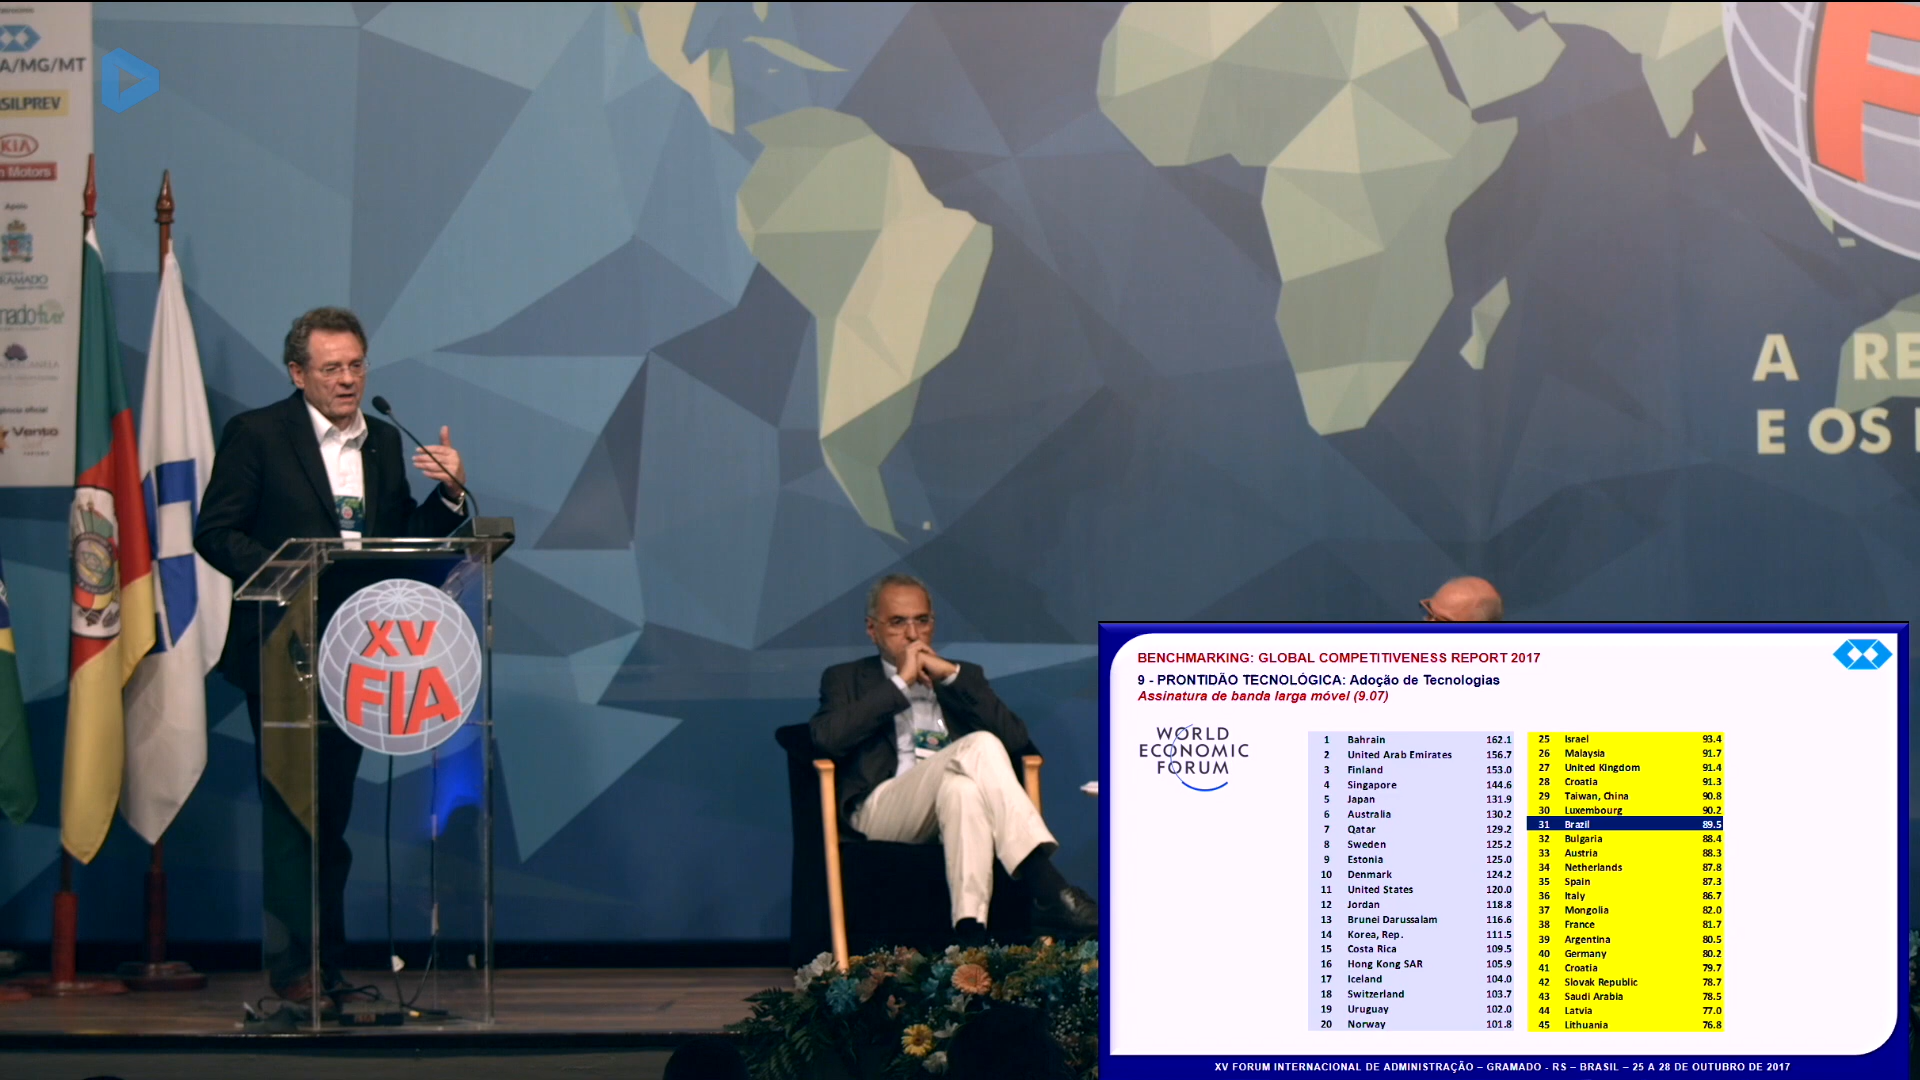 A/MG/MT
SILPREV
KIA
Motors
Apoio
RAMADO
Vento
XV
FIA
A RE
E OS
BENCHMARKING: GLOBAL COMPETITIVENESS REPORT 2017
9 - PRONTIDÃO TECNOLÓGICA: Adoção de Tecnologias
Assinatura de banda larga móvel (9.07)
WORLD
ECONOMIC
FORUM
1 Bahrain 162.1
2 United Arab Emirates 156.7
3 Finland 153.0
4 Singapore 144.6
5 Japan 131.9
6 Australia 130.2
7 Qatar 129.2
8 Sweden 125.2
9 Estonia 125.0
10 Denmark 124.2
11 United States 120.0
12 Jordan 118.8
13 Brunei Darussalam 116.6
14 Korea, Rep. 111.5
15 Costa Rica 109.5
16 Hong Kong SAR 105.9
17 Iceland 104.0
18 Switzerland 103.7
19 Uruguay 102.0
20 Norway 101.8
25 Israel 93.4
26 Malaysia 91.7
27 United Kingdom 91.4
28 Croatia 91.3
29 Taiwan, China 90.8
30 Luxembourg 90.2
31 Brazil 89.5
32 Bulgaria 88.4
33 Austria 88.3
34 Netherlands 87.8
35 Spain 87.3
36 Italy 86.7
37 Mongolia 82.0
38 France 81.7
39 Argentina 80.5
40 Germany 80.2
41 Croatia 79.7
42 Slovak Republic 78.7
43 Saudi Arabia 78.5
44 Latvia 77.0
45 Lithuania 76.8
XV FORUM INTERNACIONAL DE ADMINISTRAÇÃO – GRAMADO - RS – BRASIL – 25 A 28 DE OUTUBRO DE 2017